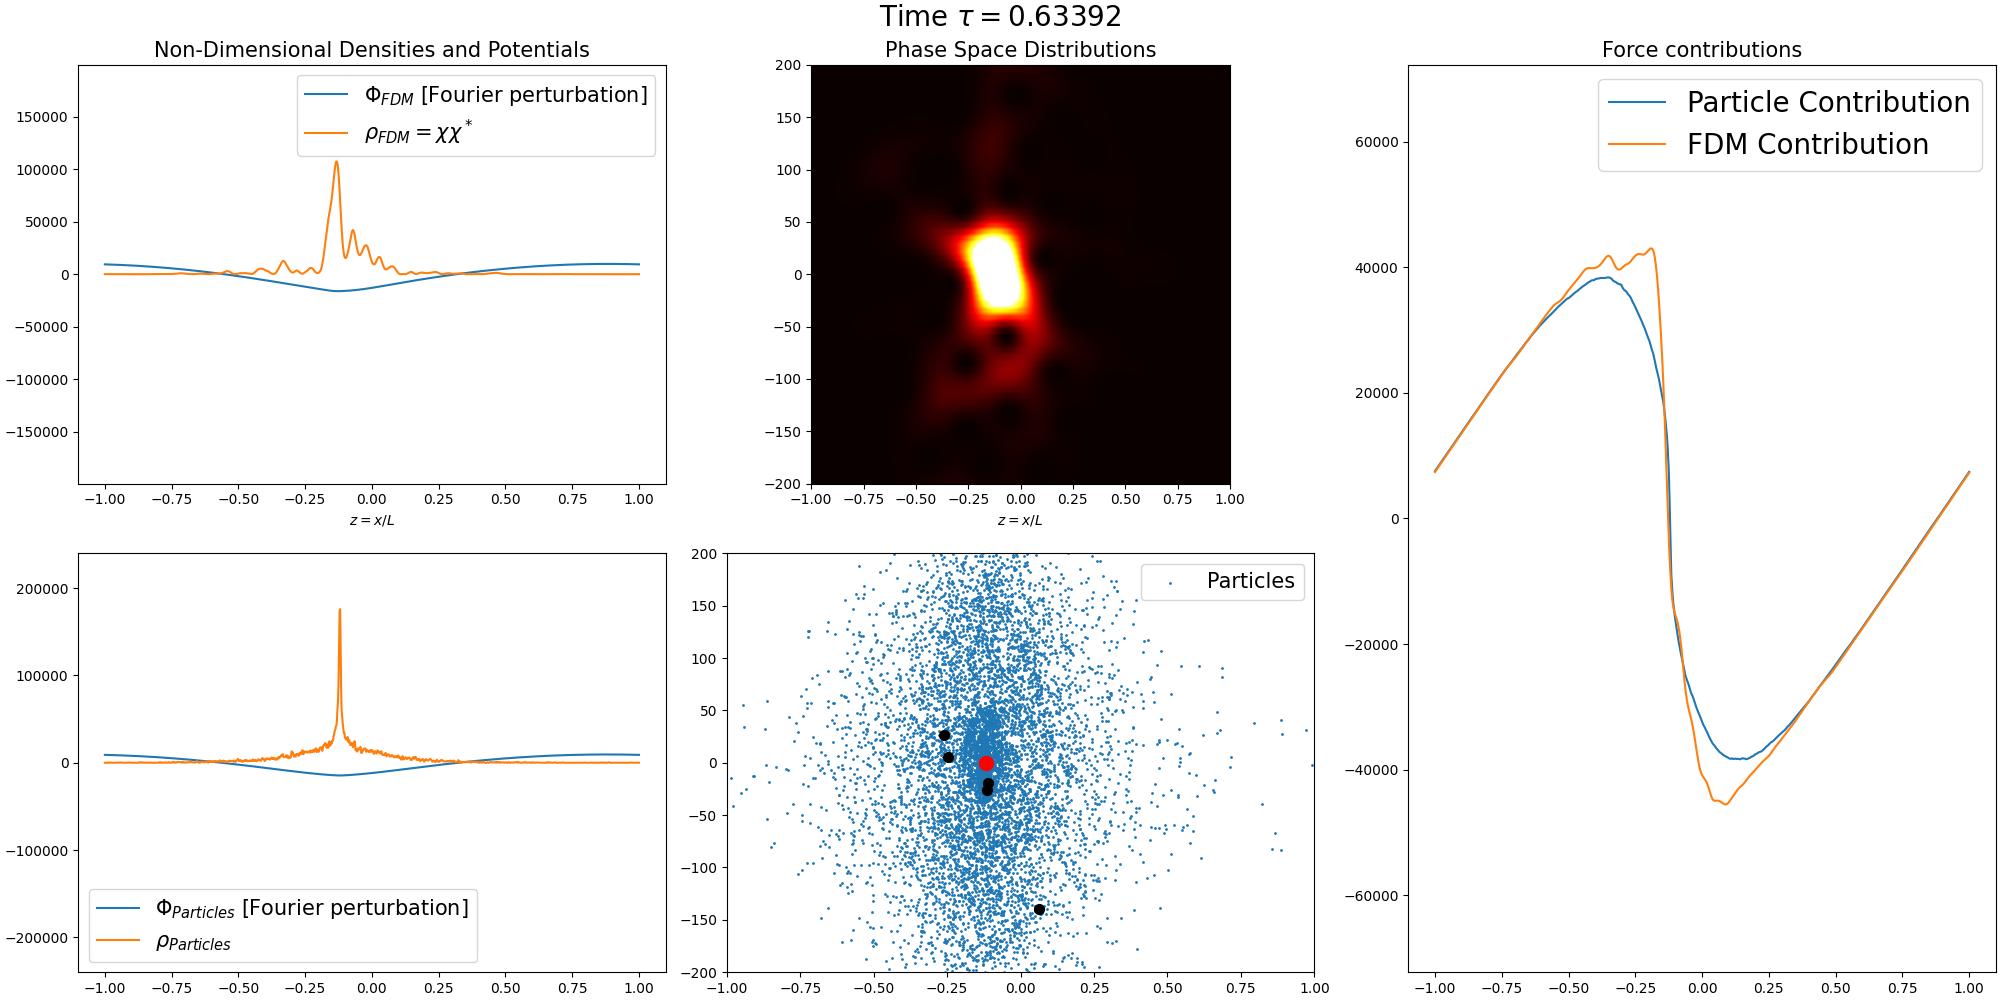 Time τ = 0.63392
Non-Dimensional Densities and Potentials
Φ_FDM [Fourier perturbation]
ρ_FDM = χχ*
150000
100000
50000
0
−50000
−100000
−150000
−1.00 −0.75 −0.50 −0.25 0.00 0.25 0.50 0.75 1.00
z = x/L
Phase Space Distributions
200
150
100
50
0
−50
−100
−150
−200
−1.00 −0.75 −0.50 −0.25 0.00 0.25 0.50 0.75 1.00
z = x/L
Force contributions
Particle Contribution
FDM Contribution
60000
40000
20000
0
−20000
−40000
−60000
−1.00 −0.75 −0.50 −0.25 0.00 0.25 0.50 0.75 1.00
200000
100000
0
−100000
−200000
Φ_Particles [Fourier perturbation]
ρ_Particles
−1.00 −0.75 −0.50 −0.25 0.00 0.25 0.50 0.75 1.00
Particles
200
150
100
50
0
−50
−100
−150
−200
−1.00 −0.75 −0.50 −0.25 0.00 0.25 0.50 0.75 1.00